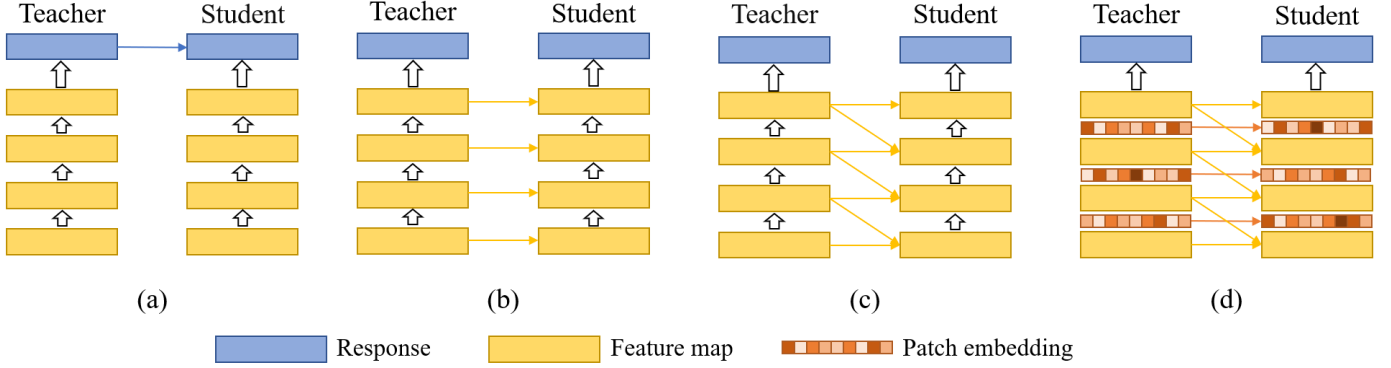 Teacher Student
Teacher Student
Teacher Student
Teacher Student
(a)
(b)
(c)
(d)
Response
Feature map
Patch embedding